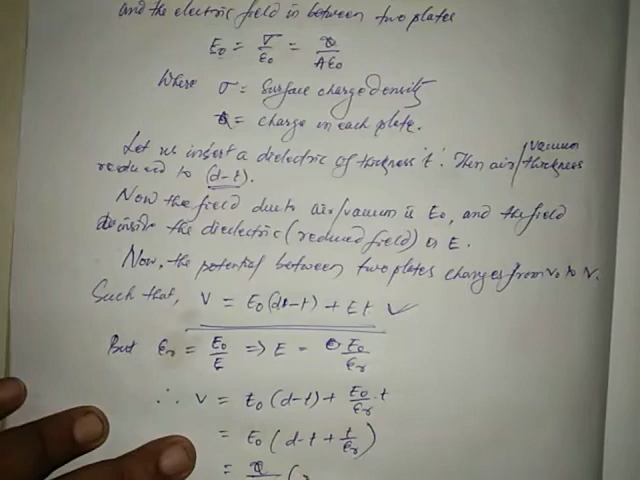 and the electric field in between two plates
E₀ = σ/ε₀ = Q/Aε₀
Where σ = Surface charge density
Q = charge in each plate.
Let us insert a dielectric of thickness 't'. Then air/vacuum thickness
reduced to (d-t).
Now the field due to air/vacuum is E₀, and the field
inside the dielectric (reduced field) is E.
Now, the potential between two plates changes from V₀ to V.
Such that, V = E₀(d-t) + Et ✓
But εr = E₀/E => E = E₀/εr
∴ V = E₀(d-t) + E₀/εr . t
= E₀(d-t + t/εr)
= Q (